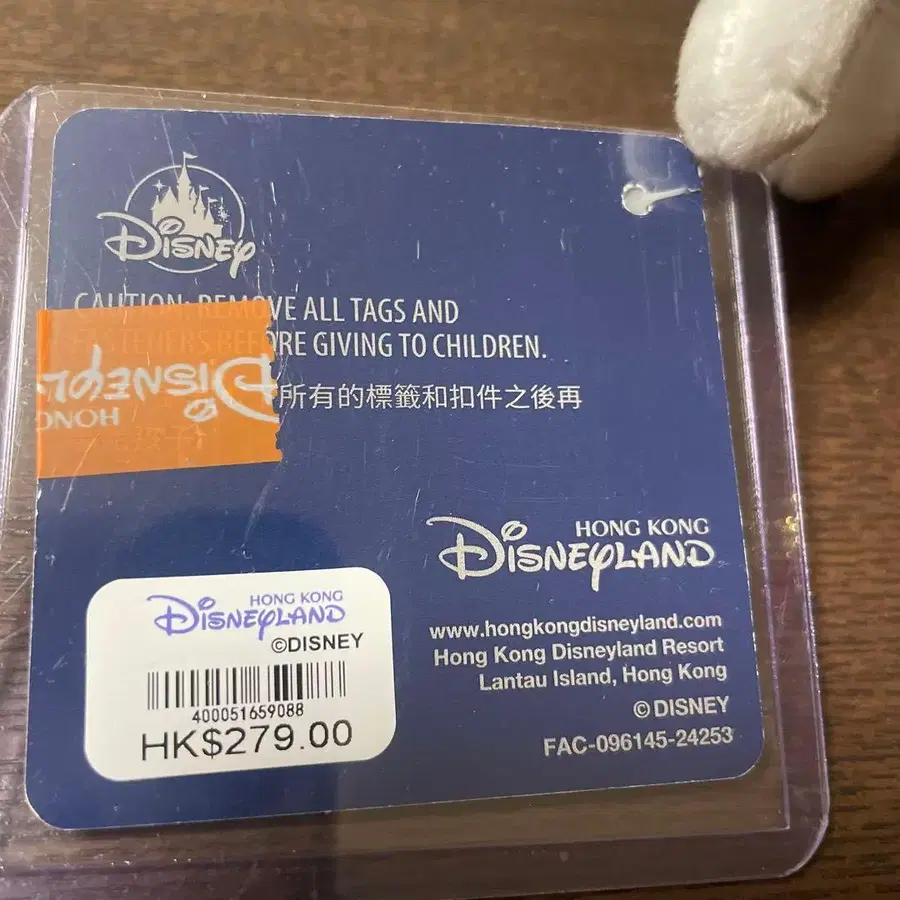 DISNEY
CAUTION: REMOVE ALL TAGS AND
FASTENERS BEFORE GIVING TO CHILDREN.
所有的標籤和扣件之後再
DISNEYL
HONG
HONG KONG
DISNEYLAND
www.hongkongdisneyland.com
Hong Kong Disneyland Resort
Lantau Island, Hong Kong
© DISNEY
FAC-096145-24253
HONG KONG
DISNEYLAND
©DISNEY
400051659088
HK$279.00